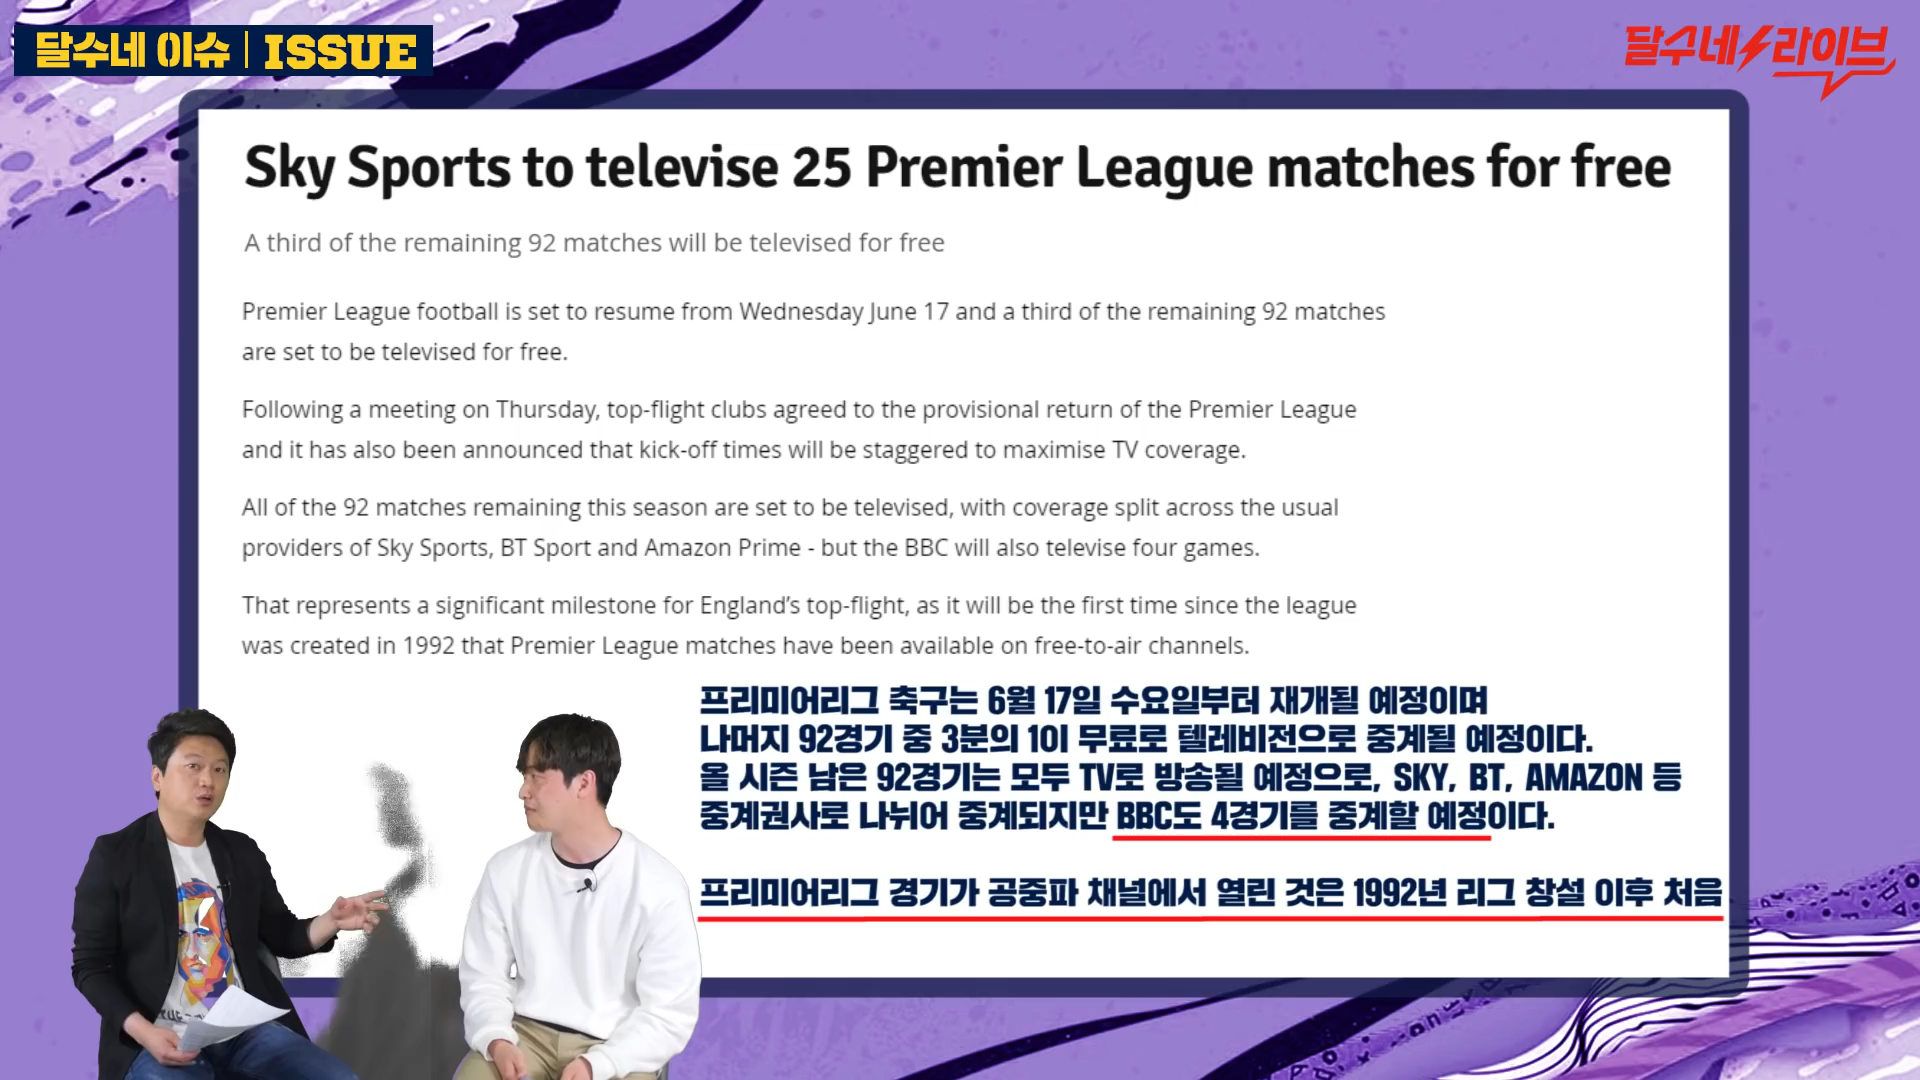 달수네 이슈 | ISSUE
달수네 라이브
Sky Sports to televise 25 Premier League matches for free
A third of the remaining 92 matches will be televised for free
Premier League football is set to resume from Wednesday June 17 and a third of the remaining 92 matches
are set to be televised for free.
Following a meeting on Thursday, top-flight clubs agreed to the provisional return of the Premier League
and it has also been announced that kick-off times will be staggered to maximise TV coverage.
All of the 92 matches remaining this season are set to be televised, with coverage split across the usual
providers of Sky Sports, BT Sport and Amazon Prime - but the BBC will also televise four games.
That represents a significant milestone for England's top-flight, as it will be the first time since the league
was created in 1992 that Premier League matches have been available on free-to-air channels.
프리미어리그 축구는 6월 17일 수요일부터 재개될 예정이며
나머지 92경기 중 3분의 1이 무료로 텔레비전으로 중계될 예정이다.
올 시즌 남은 92경기는 모두 TV로 방송될 예정으로, SKY, BT, AMAZON 등
중계권사로 나뉘어 중계되지만 BBC도 4경기를 중계할 예정이다.
프리미어리그 경기가 공중파 채널에서 열린 것은 1992년 리그 창설 이후 처음